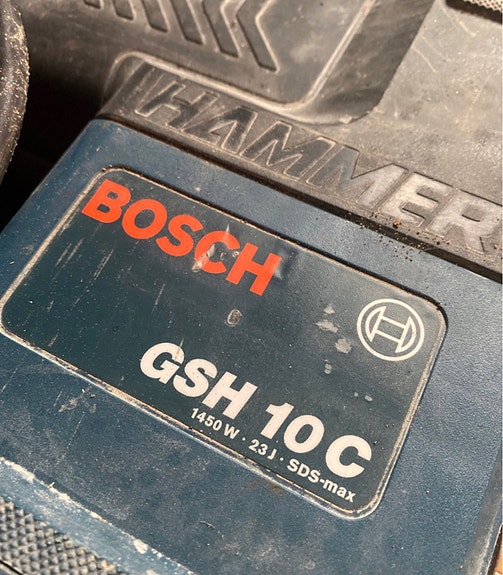 HAMMER
BOSCH
GSH 10 C
1450 W · 23 J · SDS-max